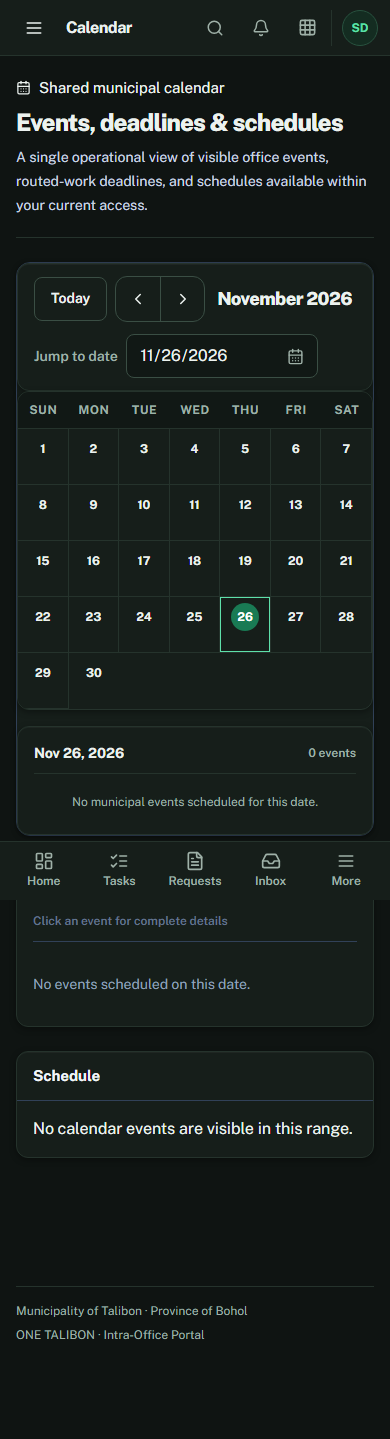 Calendar
SD
Shared municipal calendar
Events, deadlines & schedules
A single operational view of visible office events,
routed-work deadlines, and schedules available within
your current access.
Today
November 2026
Jump to date
11/26/2026
SUN MON TUE WED THU FRI SAT
1 2 3 4 5 6 7
8 9 10 11 12 13 14
15 16 17 18 19 20 21
22 23 24 25 26 27 28
29 30
Nov 26, 2026
0 events
No municipal events scheduled for this date.
Home Tasks Requests Inbox More
Click an event for complete details
No events scheduled on this date.
Schedule
No calendar events are visible in this range.
Municipality of Talibon · Province of Bohol
ONE TALIBON · Intra-Office Portal